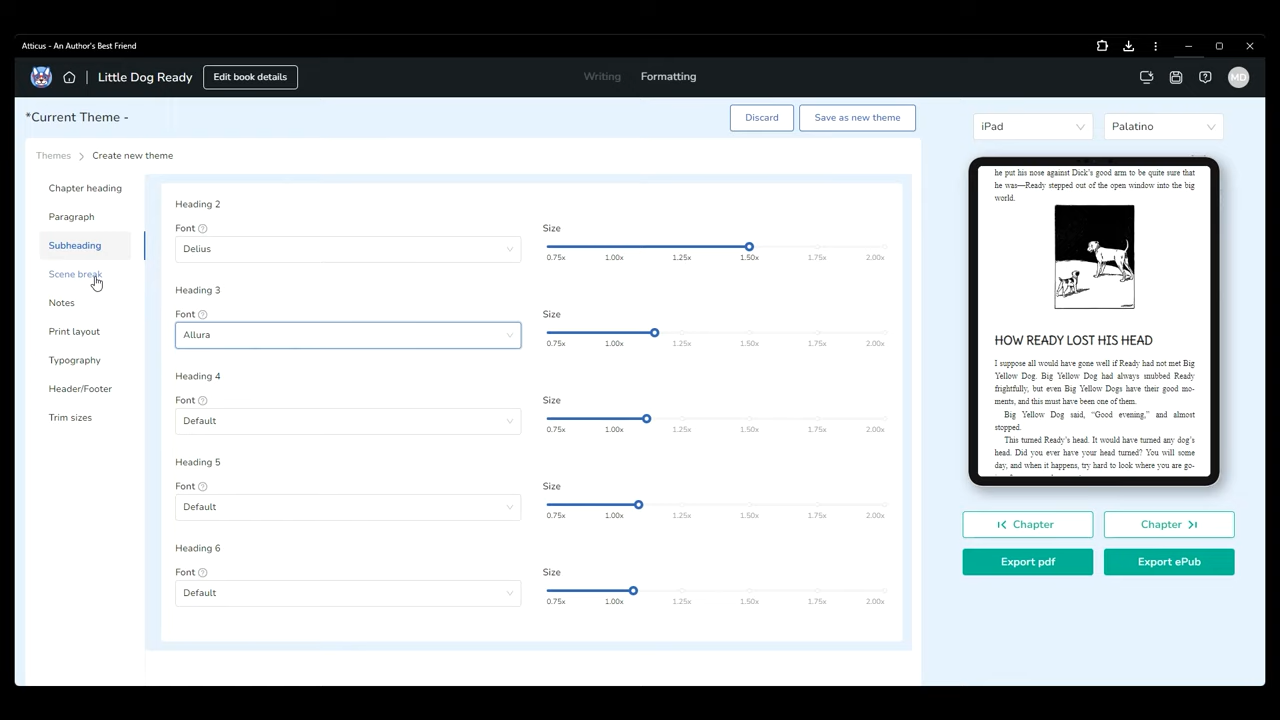 Atticus - An Author's Best Friend
Little Dog Ready
Edit book details
Writing
Formatting
MD
*Current Theme -
Discard
Save as new theme
iPad
Palatino
Themes
Create new theme
Chapter heading
Paragraph
Subheading
Scene break
Notes
Print layout
Typography
Header/Footer
Trim sizes
Heading 2
Font
Size
Delius
0.75x 1.00x 1.25x 1.50x 1.75x 2.00x
Heading 3
Font
Size
Allura
0.75x 1.00x 1.25x 1.50x 1.75x 2.00x
Heading 4
Font
Size
Default
0.75x 1.00x 1.25x 1.50x 1.75x 2.00x
Heading 5
Font
Size
Default
0.75x 1.00x 1.25x 1.50x 1.75x 2.00x
Heading 6
Font
Size
Default
0.75x 1.00x 1.25x 1.50x 1.75x 2.00x
he put his nose against Dick's good arm to be quite sure that
he was—Ready stepped out of the open window into the big
world.
HOW READY LOST HIS HEAD
I suppose all would have gone well if Ready had not met Big
Yellow Dog. Big Yellow Dog had always snubbed Ready
frightfully, but even Big Yellow Dogs have their good mo-
ments, and this must have been one of them.
Big Yellow Dog said, "Good evening," and almost
stopped.
This turned Ready's head. It would have turned any dog's
head. Did you ever have your head turned? You will some
day, and when it happens, try hard to look where you are go-
Chapter
Chapter
Export pdf
Export ePub